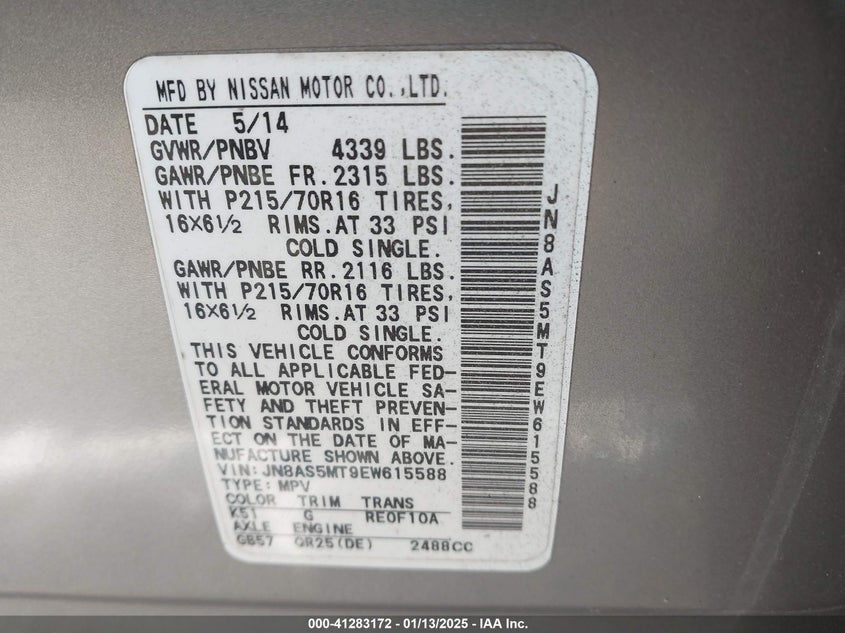 MFD BY NISSAN MOTOR CO.,LTD.
DATE 5/14
GVWR/PNBV 4339 LBS.
GAWR/PNBE FR.2315 LBS.
WITH P215/70R16 TIRES,
16×6½ RIMS.AT 33 PSI
COLD SINGLE.
GAWR/PNBE RR.2116 LBS.
WITH P215/70R16 TIRES,
16×6½ RIMS.AT 33 PSI
COLD SINGLE.
THIS VEHICLE CONFORMS
TO ALL APPLICABLE FED-
ERAL MOTOR VEHICLE SA-
FETY AND THEFT PREVEN-
TION STANDARDS IN EFF-
ECT ON THE DATE OF MA-
NUFACTURE SHOWN ABOVE.
VIN:JN8AS5MT9EW615588
TYPE:MPV
COLOR TRIM TRANS
K51 G RE0F10A
AXLE ENGINE
GB57 QR25(DE) 2488CC
JN8AS5MT9EW615588
000-41283172 — 01/13/2025 — IAA Inc.